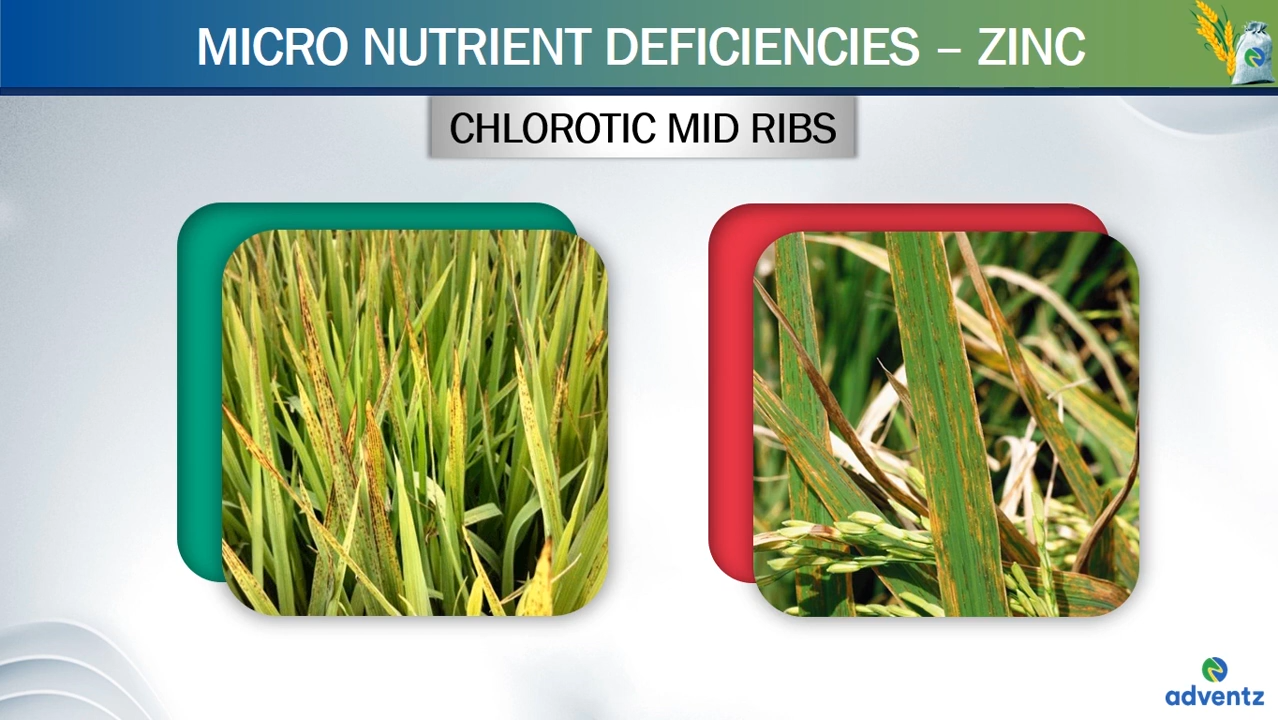 MICRO NUTRIENT DEFICIENCIES – ZINC
CHLOROTIC MID RIBS
adventz